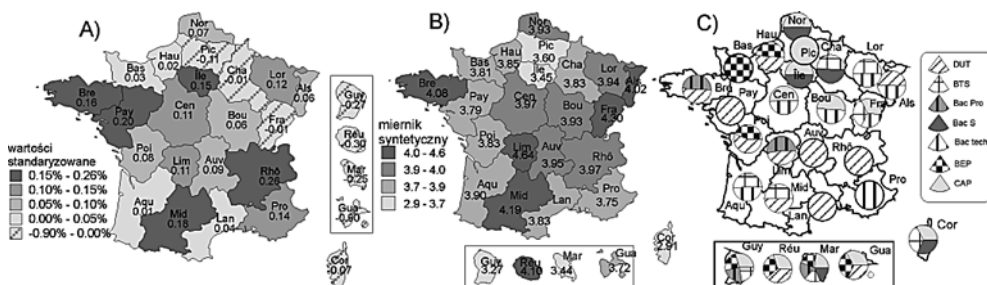 A)
Nor
0.07
Hau
0.02
Pic
-0.11
Bas
0.03
Île
0.15
Cha
-0.01
Lor
0.12
Als
0.06
Bre
0.16
Pay
0.20
Cen
0.11
Bou
0.06
Fra
-0.01
Poi
0.08
Lim
0.11
Auv
0.09
Rhô
0.26
Aqu
0.01
Mid
0.18
Lan
0.04
Pro
0.14
Cor
-0.07
Guy
-0.27
Réu
-0.30
Mar
-0.25
Gua
-0.90
wartości
standaryzowane
0.15% - 0.26%
0.10% - 0.15%
0.05% - 0.10%
0.00% - 0.05%
-0.90% - 0.00%
B)
Nor
3.93
Hau
3.85
Pic
3.60
Bas
3.81
Île
3.45
Cha
3.83
Lor
3.94
Als
4.02
Bre
4.08
Pay
3.79
Cen
3.97
Bou
3.93
Fra
Poi
3.83
Lim
4.64
Auv
3.95
Rhô
3.97
Aqu
3.90
Mid
4.19
Lan
3.83
Pro
3.75
Cor
2.91
Guy
3.27
Réu
4.10
Mar
3.44
Gua
3.72
miernik
syntetyczny
4.0 - 4.6
3.9 - 4.0
3.7 - 3.9
2.9 - 3.7
C)
Nor
Hau
Pic
Cha
Lor
Bas
Île
Bre
Pay
Cen
Bou
Fra
Als
Poi
Lim
Auv
Rhô
Aqu
Mid
Lan
Pro
Cor
Guy
Réu
Mar
Gua
DUT
BTS
Bac Pro
Bac S
Bac tech
BEP
CAP